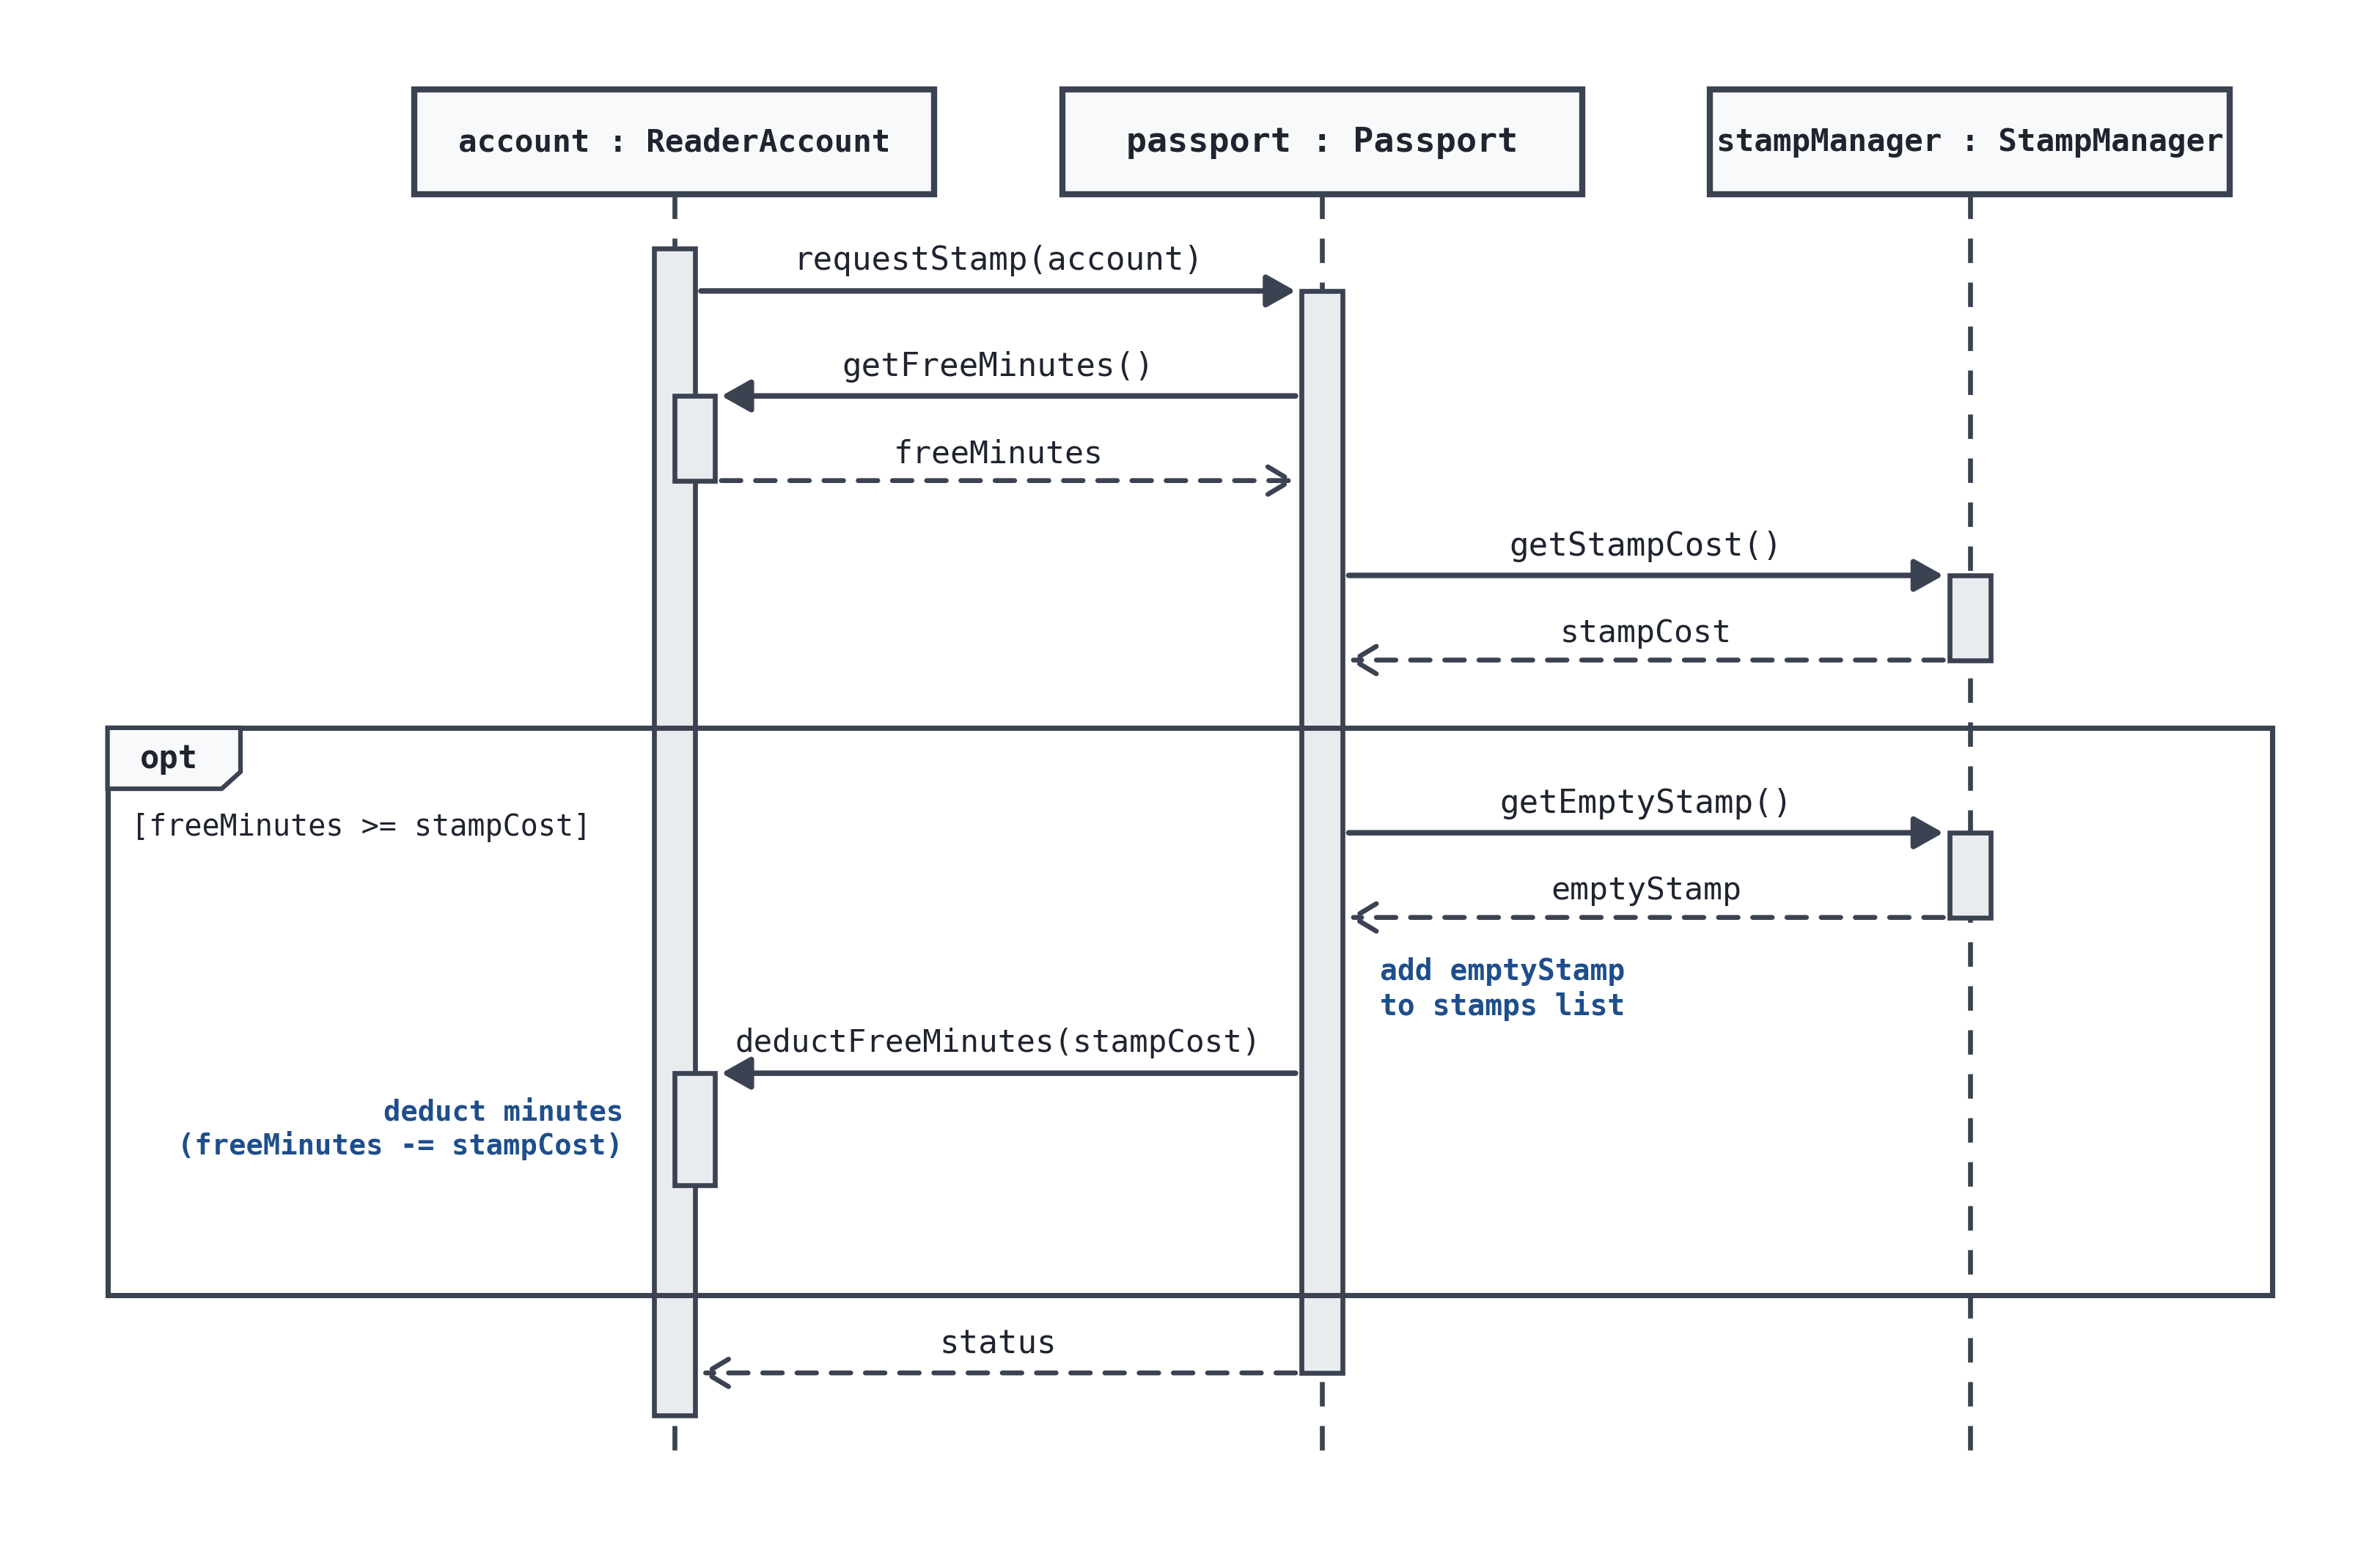 account : ReaderAccount
passport : Passport
stampManager : StampManager
requestStamp(account)
getFreeMinutes()
freeMinutes
getStampCost()
stampCost
opt
[freeMinutes >= stampCost]
getEmptyStamp()
emptyStamp
add emptyStamp
to stamps list
deductFreeMinutes(stampCost)
deduct minutes
(freeMinutes -= stampCost)
status